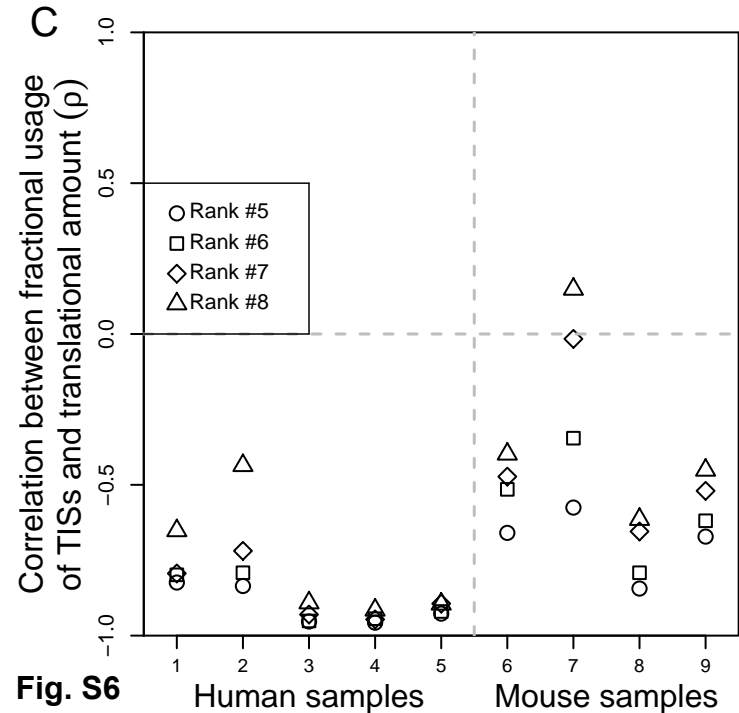 C
Correlation between fractional usage
of TISs and translational amount (ρ)
1.0
0.5
0.0
−0.5
−1.0
Rank #5
Rank #6
Rank #7
Rank #8
1 2 3 4 5 6 7 8 9
Fig. S6 Human samples Mouse samples